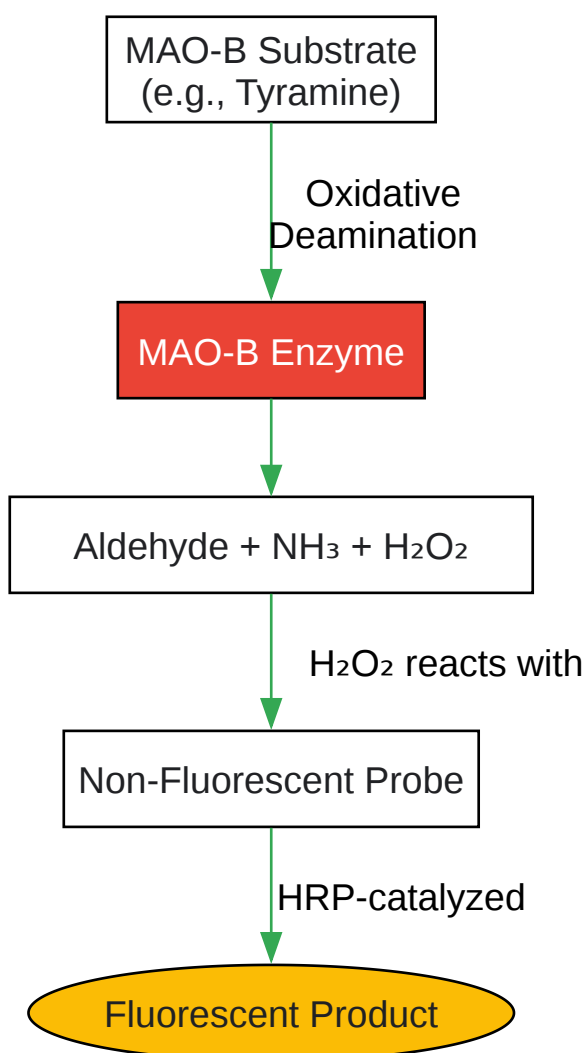 MAO-B Substrate
(e.g., Tyramine)
Oxidative
Deamination
MAO-B Enzyme
Aldehyde + NH₃ + H₂O₂
H₂O₂ reacts with
Non-Fluorescent Probe
HRP-catalyzed
Fluorescent Product